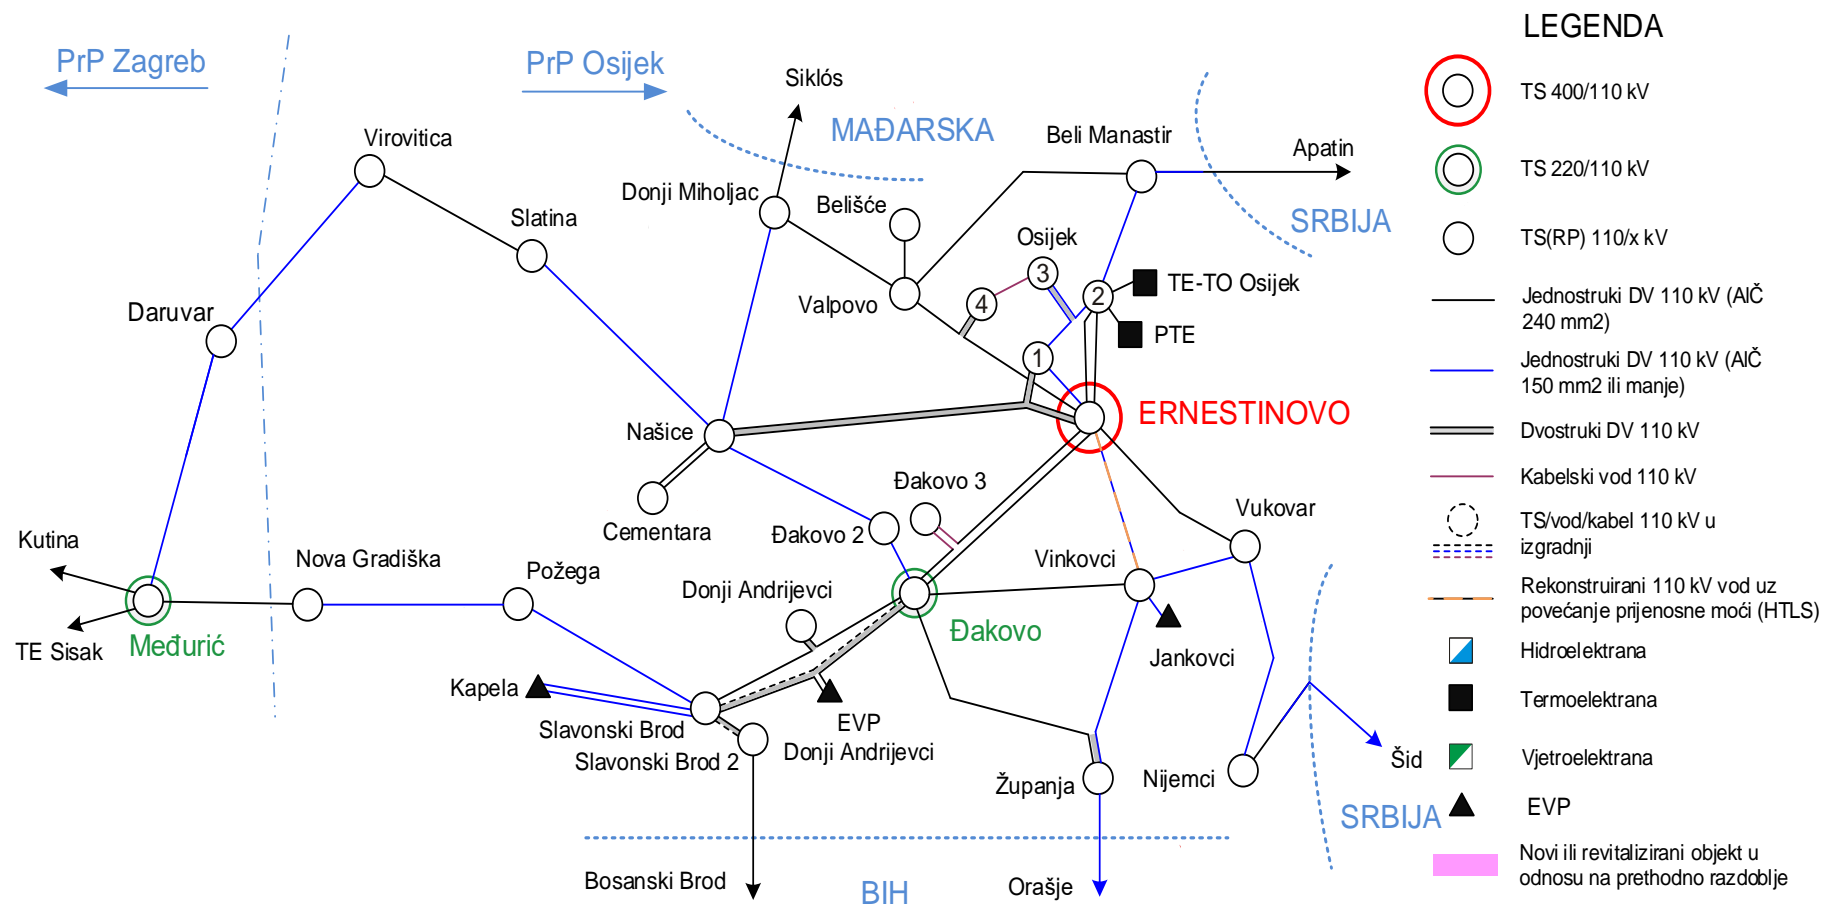 LEGENDA
PrP Zagreb
PrP Osijek
Siklós
MAĐARSKA
Virovitica
Beli Manastir
Apatin
Donji Miholjac
Belišće
Slatina
SRBIJA
Osijek
3
4
2
1
TE-TO Osijek
PTE
Valpovo
Daruvar
ERNESTINOVO
Našice
Cementara
Đakovo 3
Đakovo 2
Vukovar
Vinkovci
Kutina
Nova Gradiška
Požega
Donji Andrijevci
Đakovo
TE Sisak
Međurić
Jankovci
Kapela
Slavonski Brod
Slavonski Brod 2
EVP
Donji Andrijevci
Županja
Nijemci
Šid
SRBIJA
Bosanski Brod
BIH
Orašje
TS 400/110 kV
TS 220/110 kV
TS(RP) 110/x kV
Jednostruki DV 110 kV (AlČ
240 mm2)
Jednostruki DV 110 kV (AlČ
150 mm2 ili manje)
Dvostruki DV 110 kV
Kabelski vod 110 kV
TS/vod/kabel 110 kV u
izgradnji
Rekonstruirani 110 kV vod uz
povećanje prijenosne moći (HTLS)
Hidroelektrana
Termoelektrana
Vjetroelektrana
EVP
Novi ili revitalizirani objekt u
odnosu na prethodno razdoblje